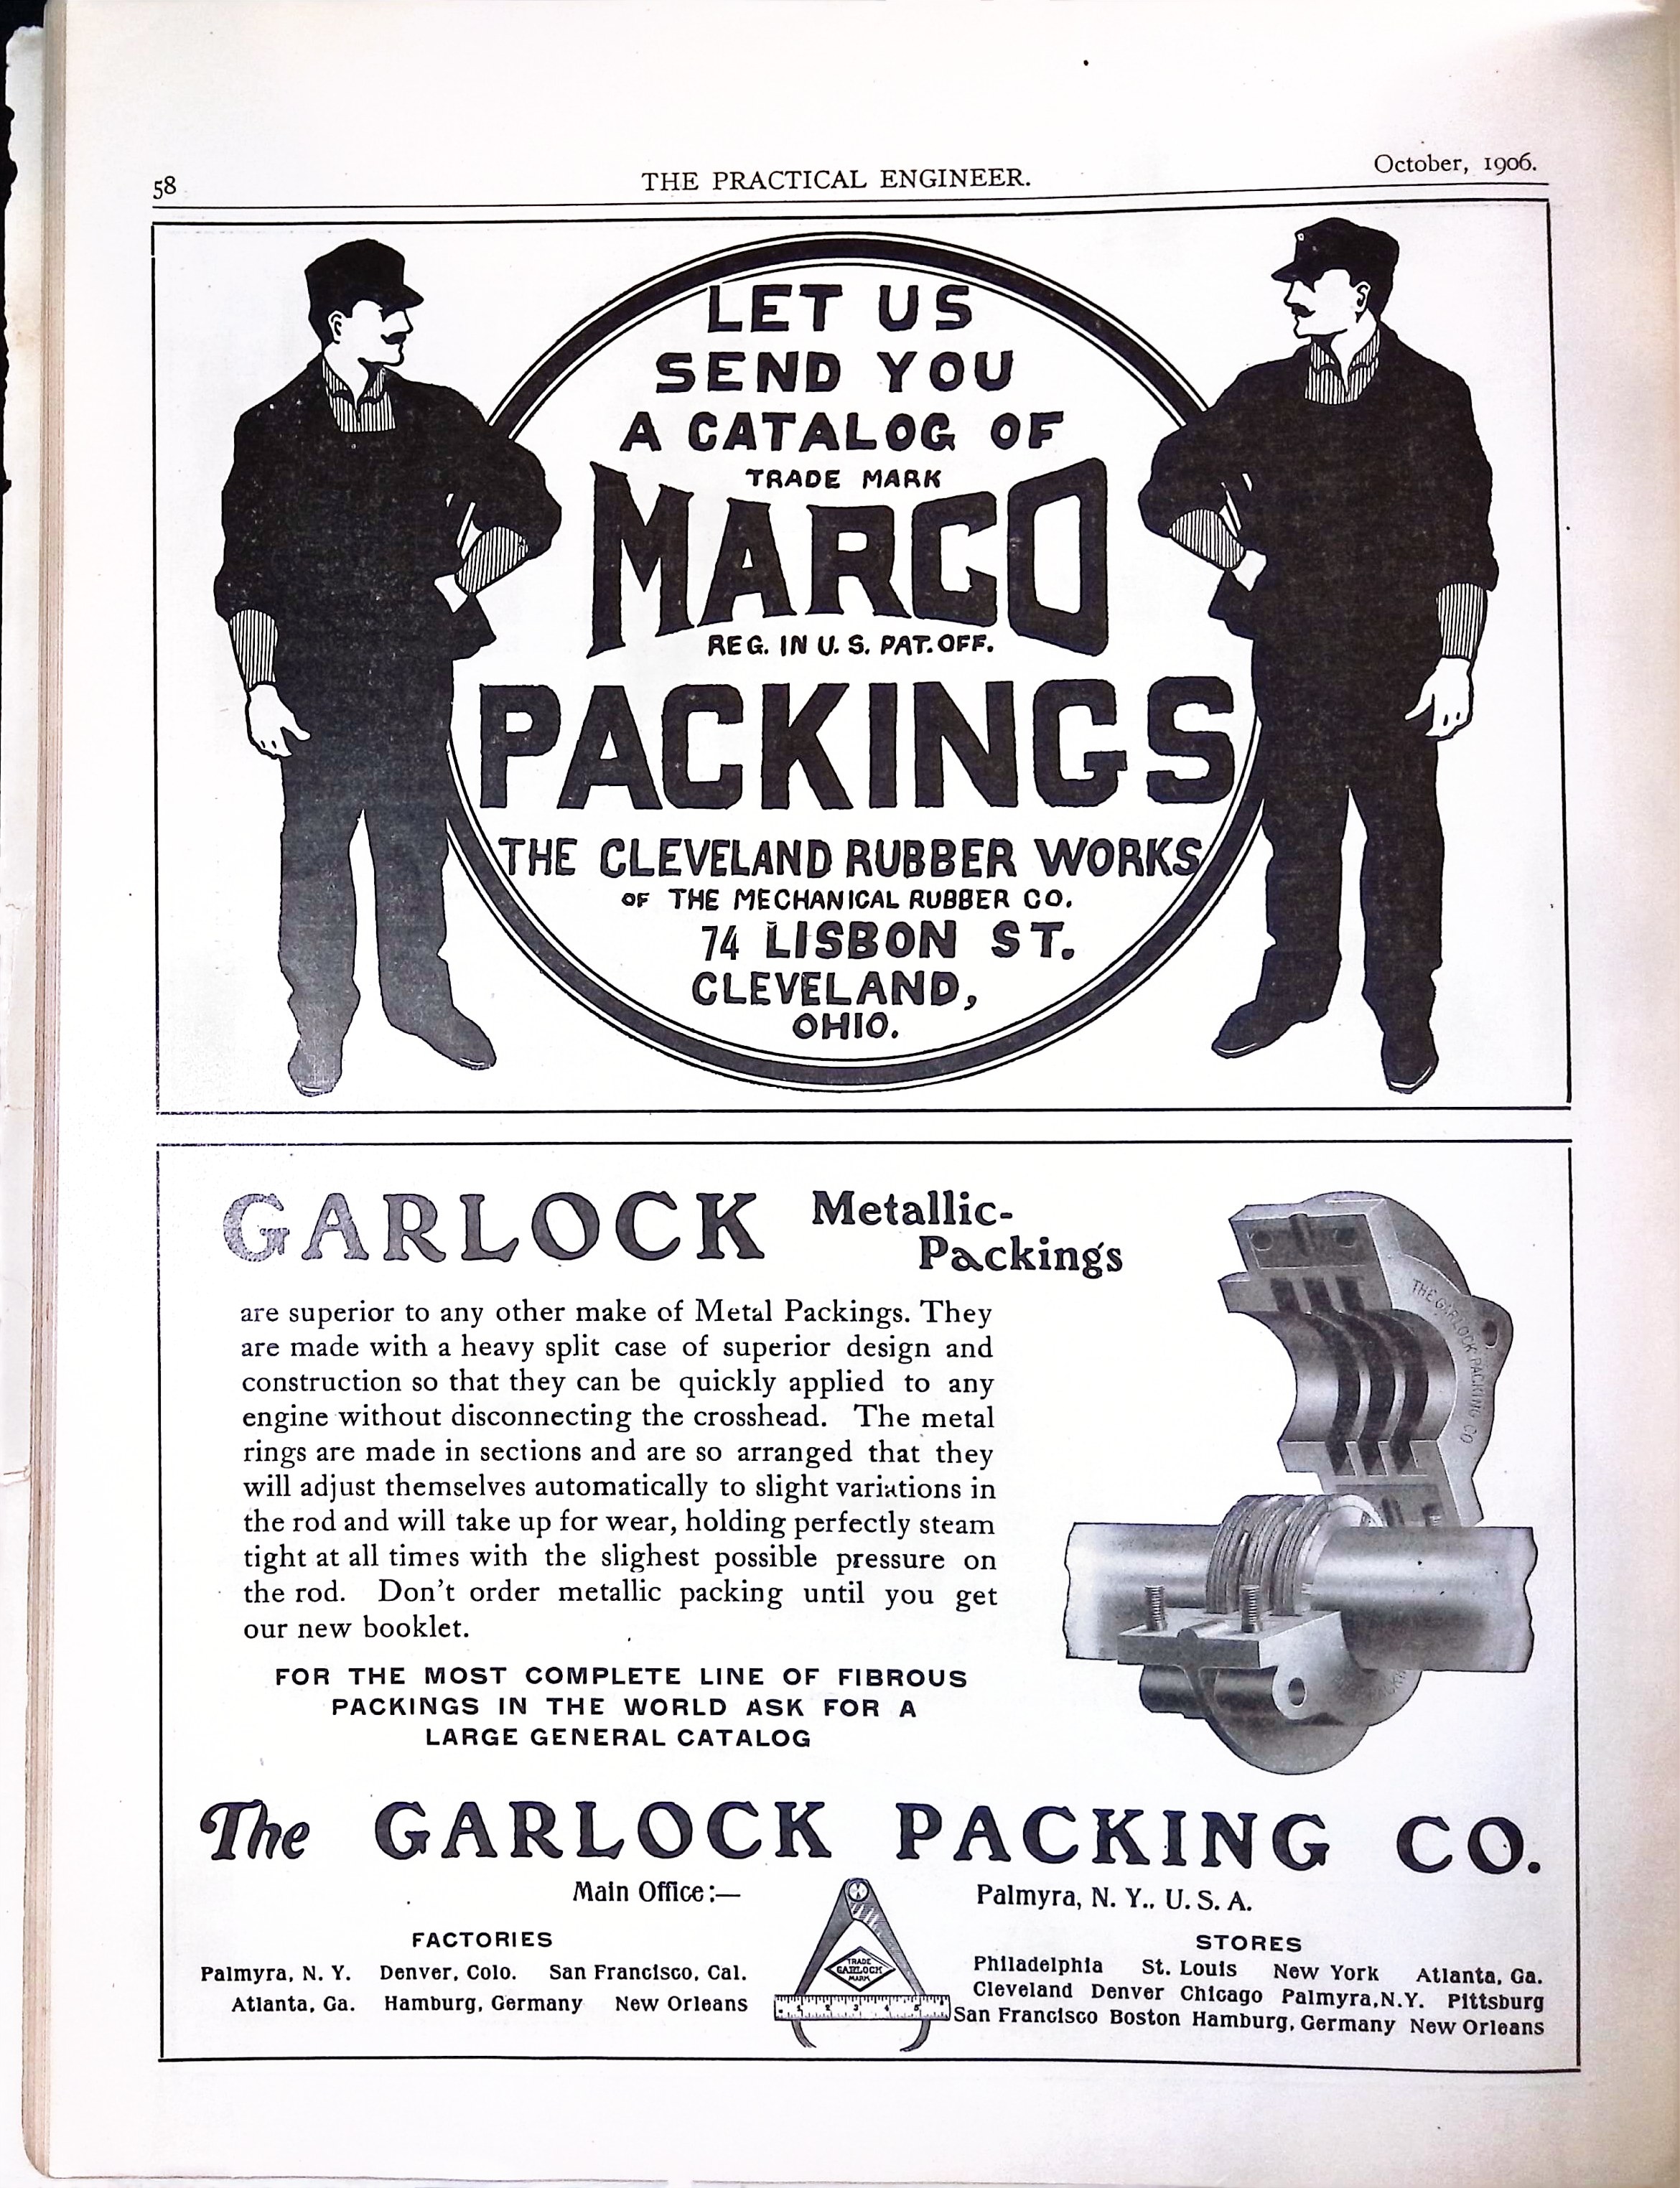 58
THE PRACTICAL ENGINEER.
October, 1906.
LET US
SEND YOU
A CATALOG OF
TRADE MARK
MARCO
REG. IN U. S. PAT. OFF.
PACKINGS
THE CLEVELAND RUBBER WORKS
OF THE MECHANICAL RUBBER CO.
74 LISBON ST.
CLEVELAND,
OHIO.
GARLOCK Metallic-
Packings
are superior to any other make of Metal Packings. They
are made with a heavy split case of superior design and
construction so that they can be quickly applied to any
engine without disconnecting the crosshead. The metal
rings are made in sections and are so arranged that they
will adjust themselves automatically to slight variations in
the rod and will take up for wear, holding perfectly steam
tight at all times with the slighest possible pressure on
the rod. Don't order metallic packing until you get
our new booklet.
THE GARLOCK PACKING CO
FOR THE MOST COMPLETE LINE OF FIBROUS
PACKINGS IN THE WORLD ASK FOR A
LARGE GENERAL CATALOG
The GARLOCK PACKING CO.
Main Office:—
Palmyra, N. Y., U. S. A.
FACTORIES
Palmyra, N. Y. Denver, Colo. San Francisco, Cal.
Atlanta, Ga. Hamburg, Germany New Orleans
TRADE
GARLOCK
MARK
1 2 3 4 5
STORES
Philadelphia St. Louis New York Atlanta, Ga.
Cleveland Denver Chicago Palmyra, N.Y. Pittsburg
San Francisco Boston Hamburg, Germany New Orleans